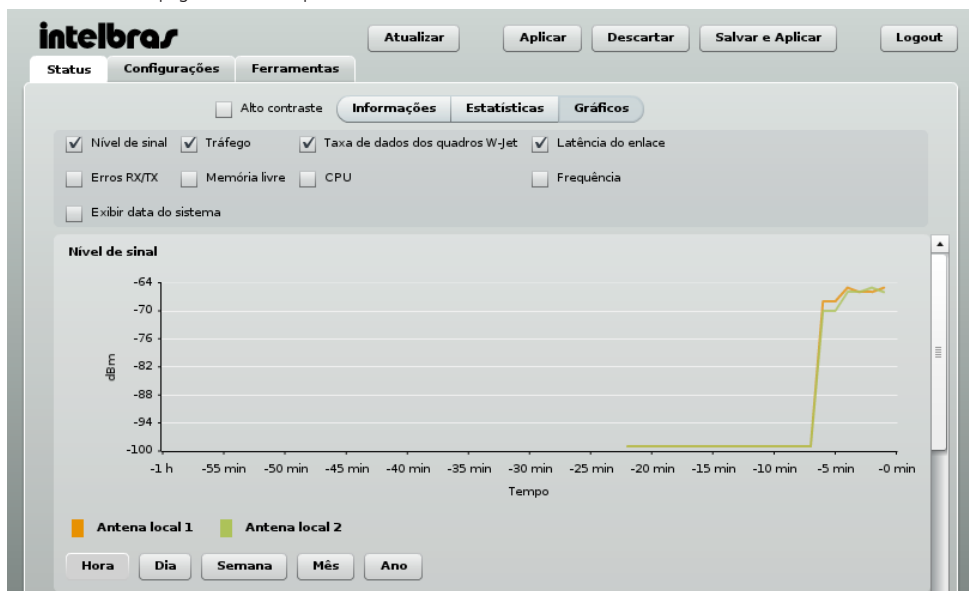 intelbras
Atualizar Aplicar Descartar Salvar e Aplicar Logout
Status Configurações Ferramentas
Alto contraste Informações Estatísticas Gráficos
Nível de sinal Tráfego Taxa de dados dos quadros W-Jet Latência do enlace
Erros RX/TX Memória livre CPU Frequência
Exibir data do sistema
Nível de sinal
-64
-70
-76
dBm
-82
-88
-94
-100
-1 h -55 min -50 min -45 min -40 min -35 min -30 min -25 min -20 min -15 min -10 min -5 min -0 min
Tempo
Antena local 1 Antena local 2
Hora Dia Semana Mês Ano